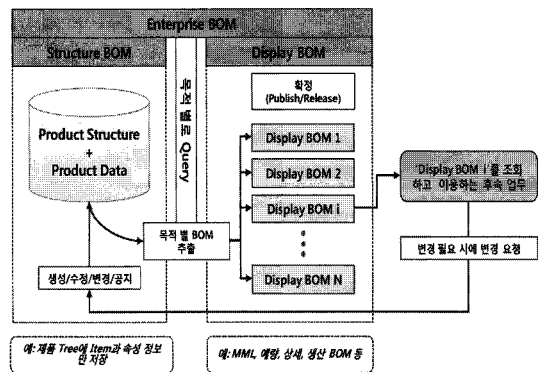 Enterprise BOM
Structure BOM
Display BOM
목적 별로 Query
확정
(Publish/Release)
Product Structure
+
Product Data
Display BOM 1
Display BOM 2
Display BOM i
Display BOM N
목적 별 BOM
추출
생성/수정/변경/공지
'Display BOM i'를 조회
하고 이용하는 후속 업무
변경 필요 시에 변경 요청
예: 제품 Tree에 Item과 속성 정보
만 저장
예: MML, 예량, 상세, 생산 BOM 등